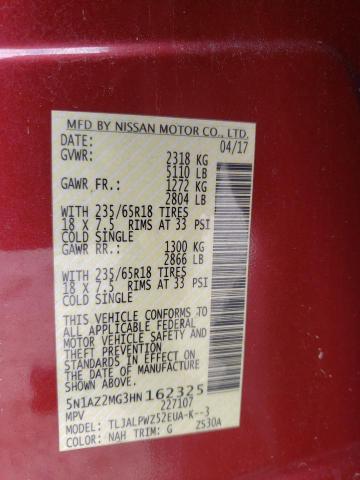 MFD BY NISSAN MOTOR CO., LTD.
DATE: 04/17
GVWR: 2318 KG
5110 LB
GAWR FR.: 1272 KG
2804 LB
WITH 235/65R18 TIRES
18 x 7.5 RIMS AT 33 PSI
COLD SINGLE
GAWR RR.: 1300 KG
2866 LB
WITH 235/65R18 TIRES
18 x 7.5 RIMS AT 33 PSI
COLD SINGLE
THIS VEHICLE CONFORMS TO
ALL APPLICABLE FEDERAL
MOTOR VEHICLE SAFETY AND
THEFT PREVENTION
STANDARDS IN EFFECT ON
THE DATE OF MANUFACTURE
SHOWN ABOVE.
5N1AZ2MG3HN162325
MPV 227107
MODEL: TLJALPWZ52EUA-K--3
COLOR: NAH TRIM: G Z530A